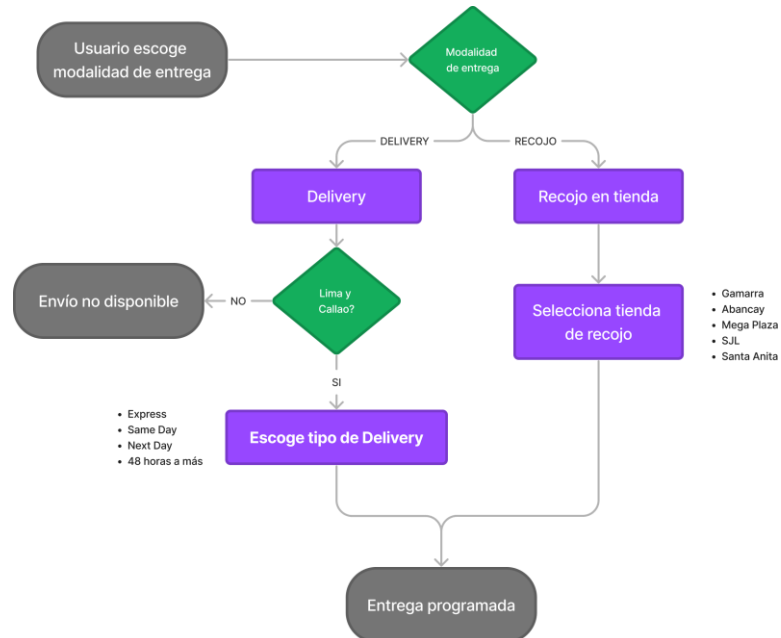 Usuario escoge
modalidad de entrega
Modalidad
de entrega
DELIVERY
RECOJO
Delivery
Recojo en tienda
Envío no disponible
NO
Lima y
Callao?
Selecciona tienda
de recojo
• Gamarra
• Abancay
• Mega Plaza
• SJL
• Santa Anita
SI
• Express
• Same Day
• Next Day
• 48 horas a más
Escoge tipo de Delivery
Entrega programada